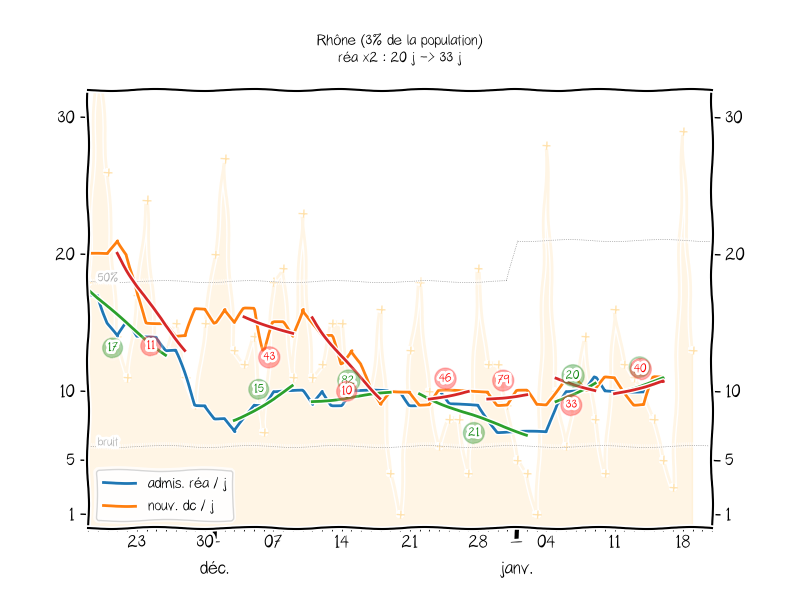 Rhône (3% de la population)
réa x2 : 20 j -> 33 j
30 30
20 20
50%
17 11 43 15 82 10 46 79 21 20 33 40
10 10
bruit
5 5
admis. réa / j
nouv. dc / j
1 1
23 30 07 14 21 28 04 11 18
déc. janv.